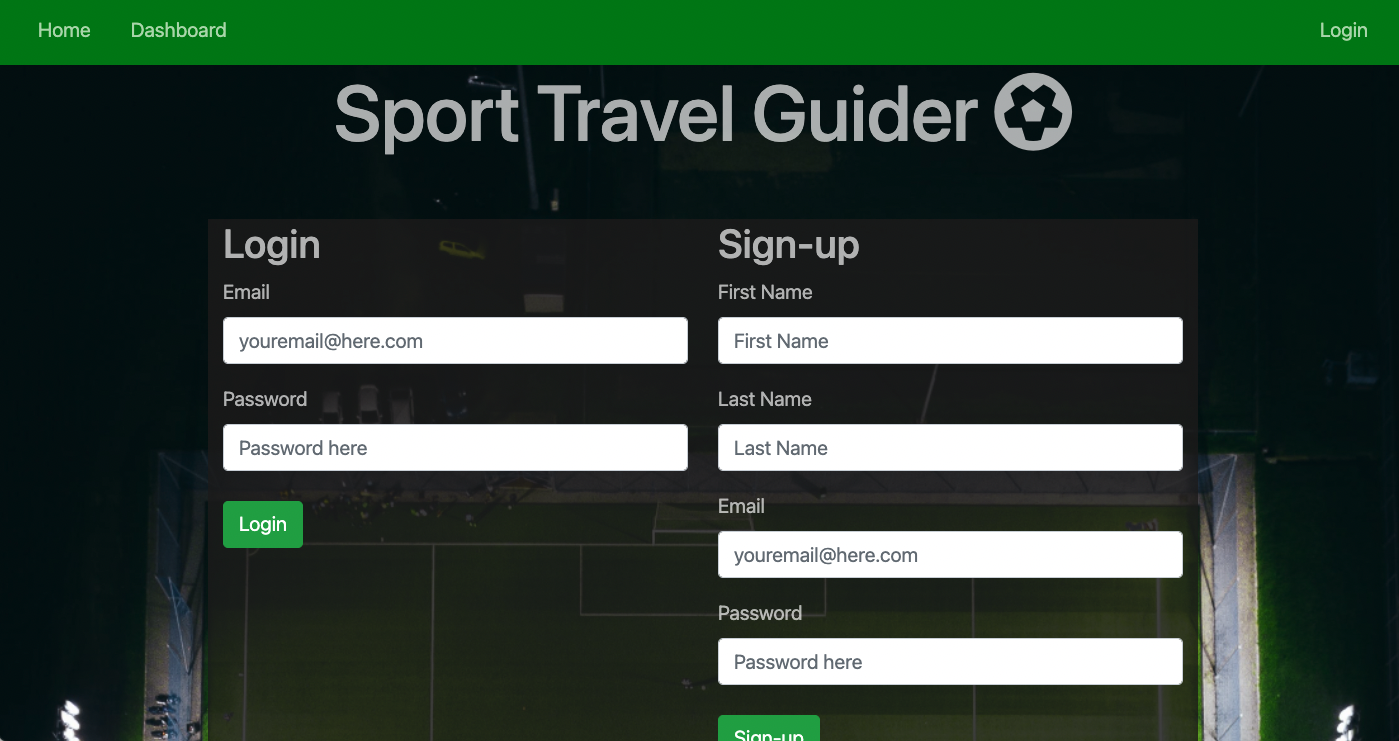 Home Dashboard Login
Sport Travel Guider
Login
Email
youremail@here.com
Password
Password here
Login
Sign-up
First Name
First Name
Last Name
Last Name
Email
youremail@here.com
Password
Password here
Sign-up